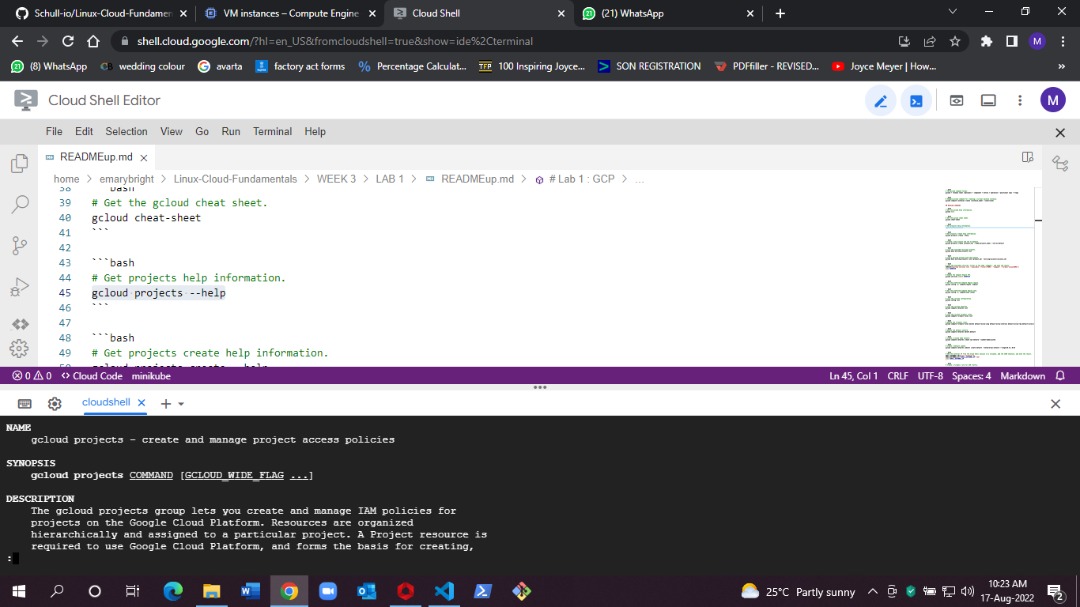 Schull-io/Linux-Cloud-Fundamen
VM instances – Compute Engine
Cloud Shell
(21) WhatsApp
shell.cloud.google.com/?hl=en_US&fromcloudshell=true&show=ide%2Cterminal
M
(8) WhatsApp
wedding colour
avarta
factory act forms
Percentage Calculat...
TFP
100 Inspiring Joyce...
SON REGISTRATION
PDFfiller - REVISED...
Joyce Meyer | How...
Cloud Shell Editor
M
File Edit Selection View Go Run Terminal Help
READMEup.md
home > emarybright > Linux-Cloud-Fundamentals > WEEK 3 > LAB 1 > READMEup.md > # Lab 1 : GCP > ...
38 ```bash
39 # Get the gcloud cheat sheet.
40 gcloud cheat-sheet
41 ```
42
43 ```bash
44 # Get projects help information.
45 gcloud projects --help
46 ```
47
48 ```bash
49 # Get projects create help information.
50 gcloud projects create --help
0 0 Cloud Code minikube
Ln 45, Col 1 CRLF UTF-8 Spaces: 4 Markdown
cloudshell
NAME
gcloud projects - create and manage project access policies
SYNOPSIS
gcloud projects COMMAND [GCLOUD_WIDE_FLAG ...]
DESCRIPTION
The gcloud projects group lets you create and manage IAM policies for
projects on the Google Cloud Platform. Resources are organized
hierarchically and assigned to a particular project. A Project resource is
required to use Google Cloud Platform, and forms the basis for creating,
:
25°C Partly sunny
10:23 AM
17-Aug-2022
2